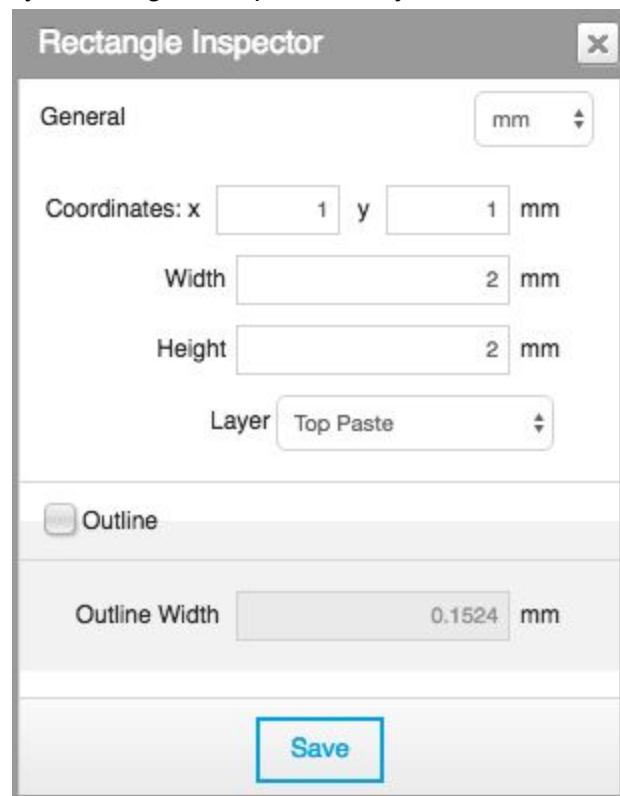 Rectangle Inspector
General mm
Coordinates: x 1 y 1 mm
Width 2 mm
Height 2 mm
Layer Top Paste
Outline
Outline Width 0.1524 mm
Save